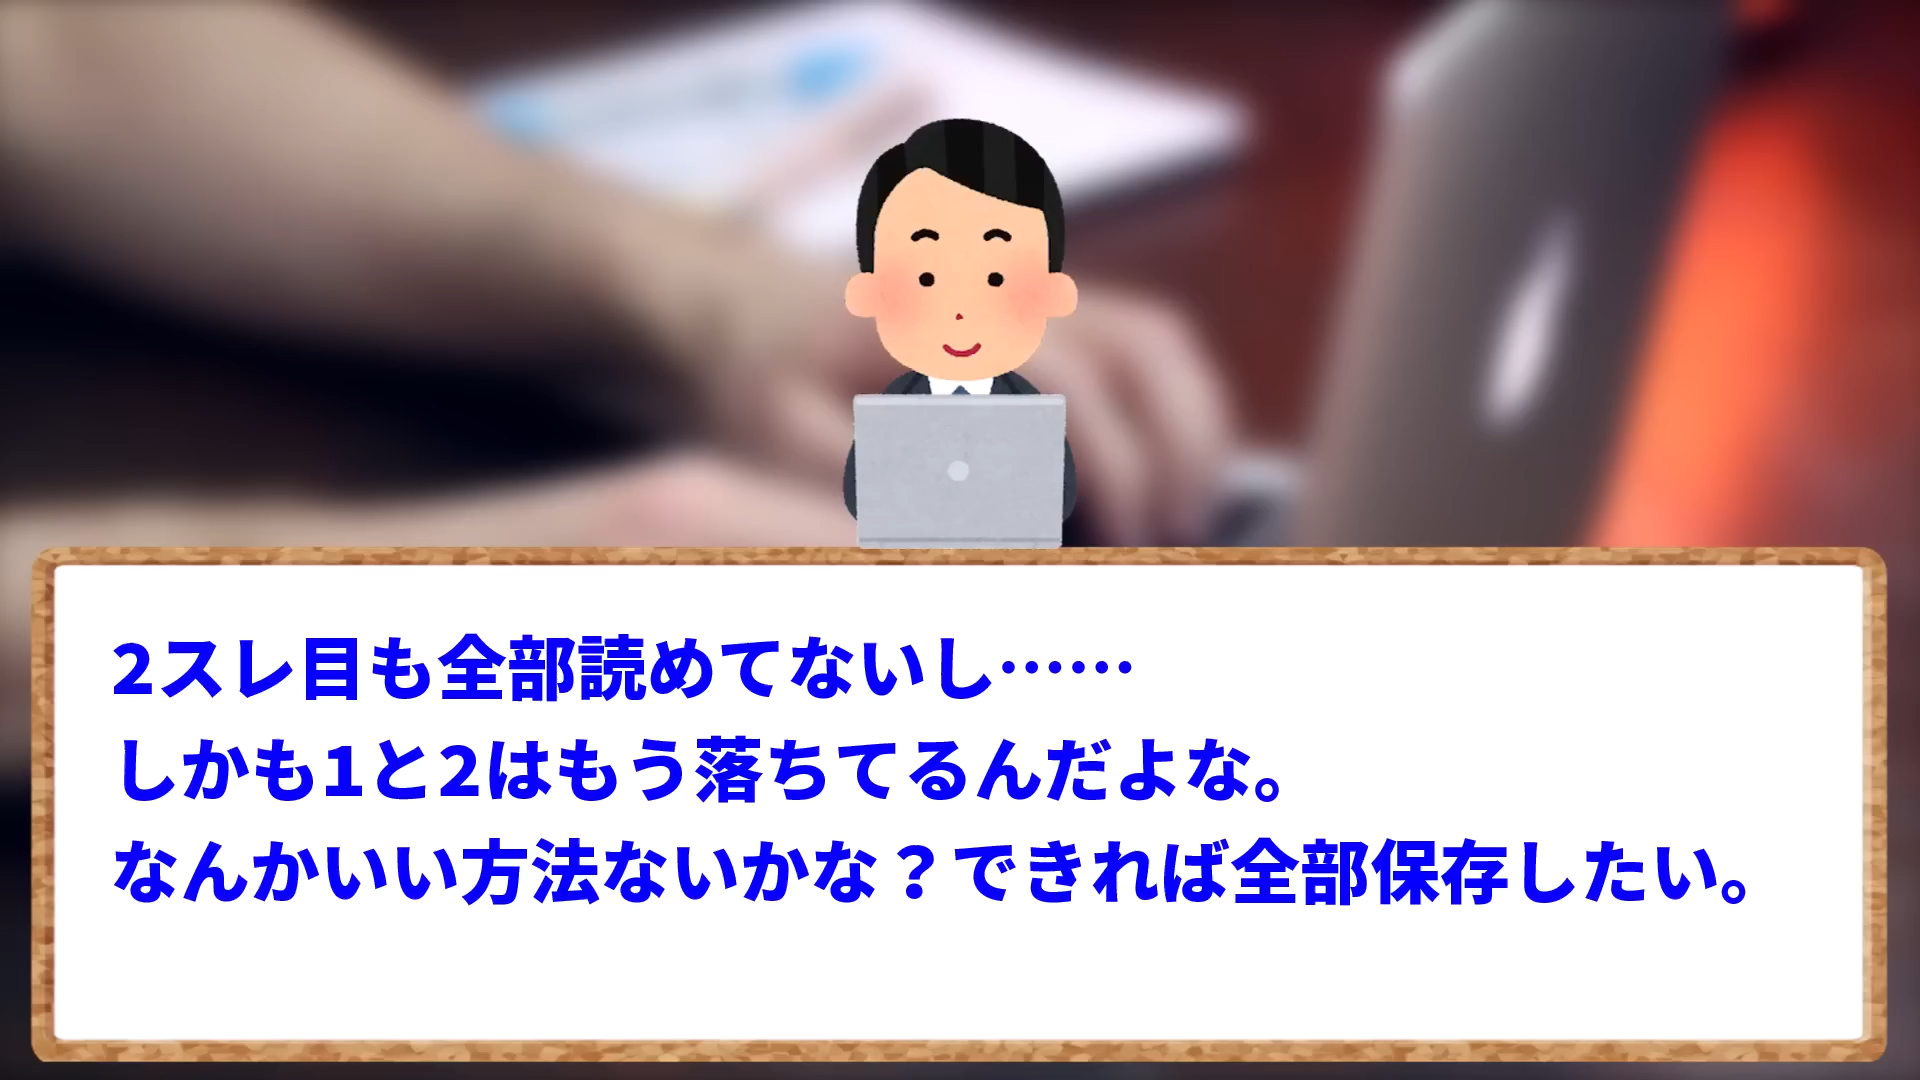 2スレ目も全部読めてないし……
しかも1と2はもう落ちてるんだよな。
なんかいい方法ないかな？できれば全部保存したい。